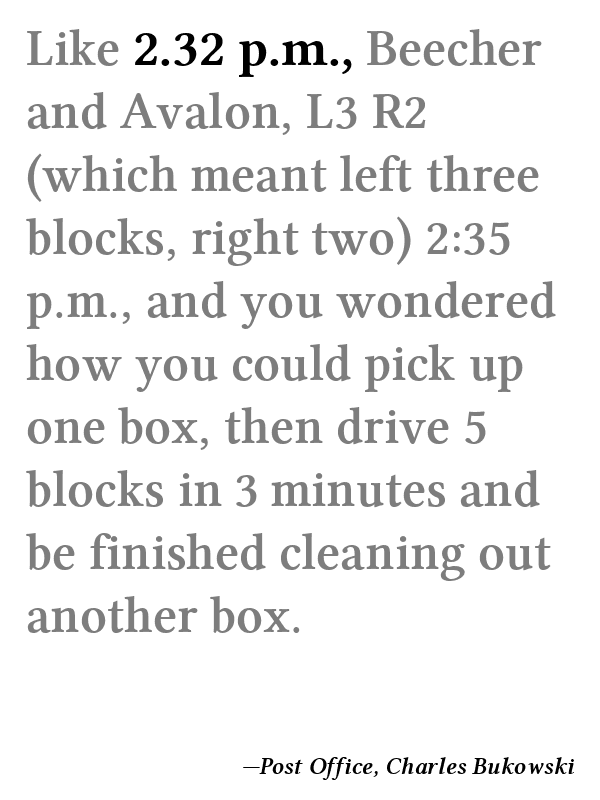 Like 2.32 p.m., Beecher
and Avalon, L3 R2
(which meant left three
blocks, right two) 2:35
p.m., and you wondered
how you could pick up
one box, then drive 5
blocks in 3 minutes and
be finished cleaning out
another box.
—Post Office, Charles Bukowski